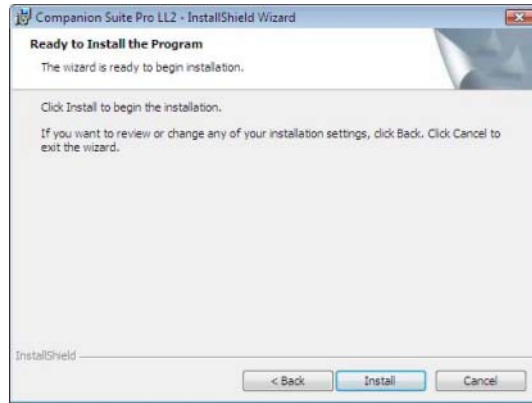 Companion Suite Pro LL2 - InstallShield Wizard
Ready to Install the Program
The wizard is ready to begin installation.
Click Install to begin the installation.
If you want to review or change any of your installation settings, click Back. Click Cancel to
exit the wizard.
InstallShield
< Back Install Cancel